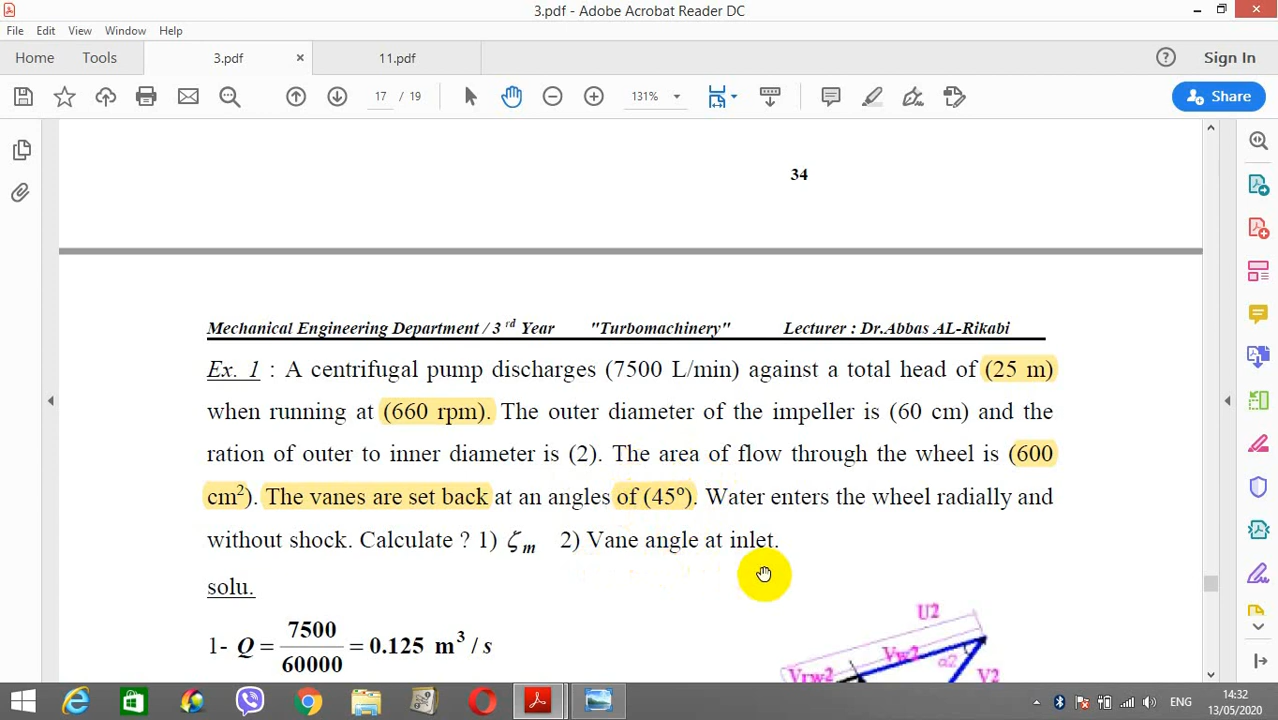 3.pdf - Adobe Acrobat Reader DC
File Edit View Window Help
Home Tools 3.pdf × 11.pdf ? Sign In
17 / 19 131% Share
34
Mechanical Engineering Department / 3 rd Year "Turbomachinery" Lecturer : Dr.Abbas AL-Rikabi
Ex. 1 : A centrifugal pump discharges (7500 L/min) against a total head of (25 m)
when running at (660 rpm). The outer diameter of the impeller is (60 cm) and the
ration of outer to inner diameter is (2). The area of flow through the wheel is (600
cm²). The vanes are set back at an angles of (45º). Water enters the wheel radially and
without shock. Calculate ? 1) ζm 2) Vane angle at inlet.
solu.
1- Q = 7500/60000 = 0.125 m³ / s
U2
Vw2
α2
Vrw2
V2
ENG
14:32
13/05/2020